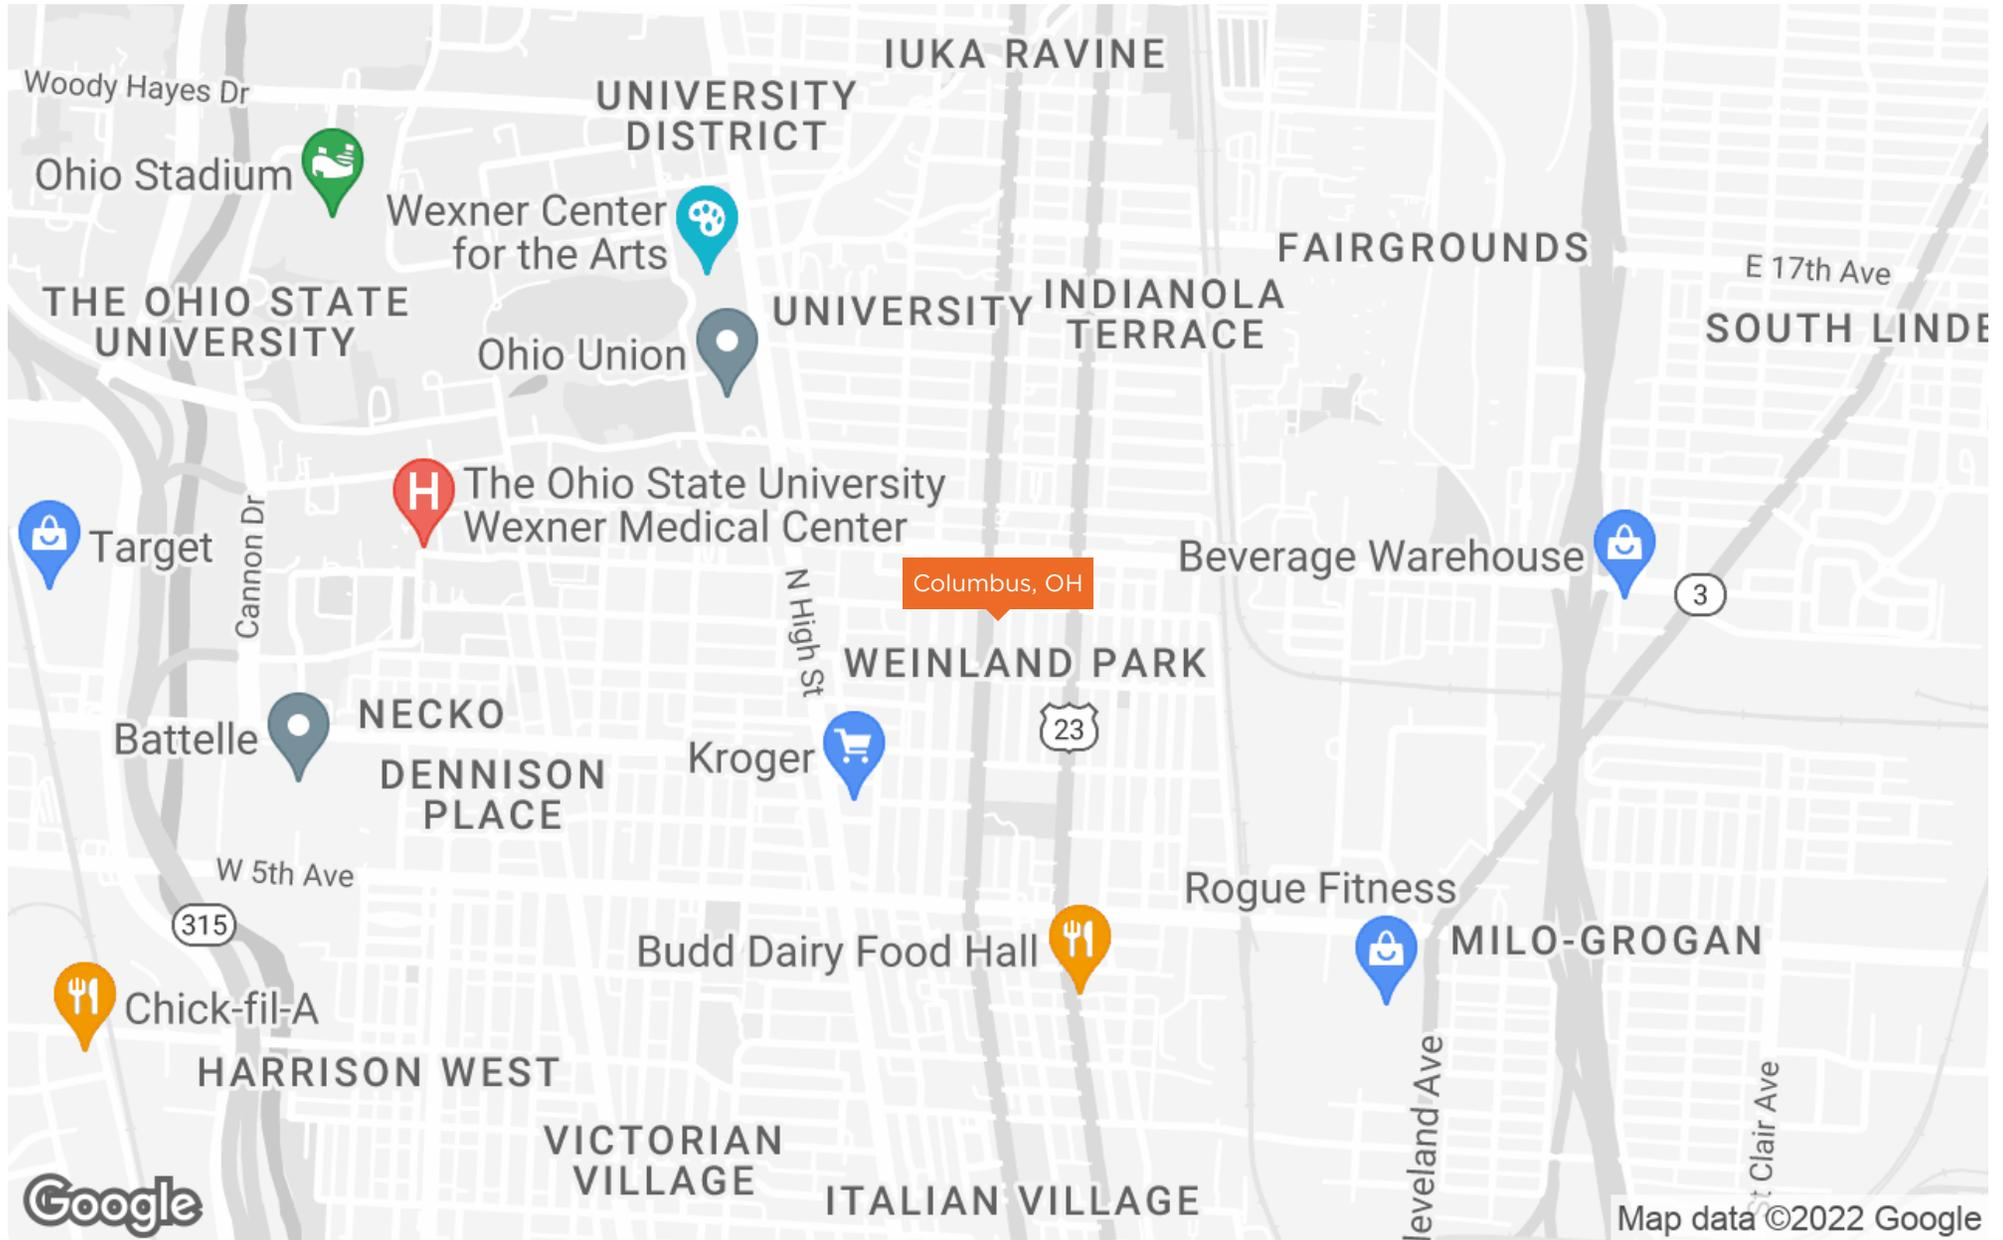 IUKA RAVINE
Woody Hayes Dr
UNIVERSITY
DISTRICT
Ohio Stadium
Wexner Center
for the Arts
FAIRGROUNDS
E 17th Ave
THE OHIO STATE
UNIVERSITY
UNIVERSITY
INDIANOLA
TERRACE
SOUTH LINDE
Ohio Union
H
The Ohio State University
Wexner Medical Center
Target
Cannon Dr
N High St
Columbus, OH
Beverage Warehouse
3
WEINLAND PARK
NECKO
23
Battelle
Kroger
DENNISON
PLACE
W 5th Ave
Rogue Fitness
315
Budd Dairy Food Hall
MILO-GROGAN
Chick-fil-A
HARRISON WEST
leveland Ave
St Clair Ave
VICTORIAN
VILLAGE
ITALIAN VILLAGE
Google
Map data ©2022 Google